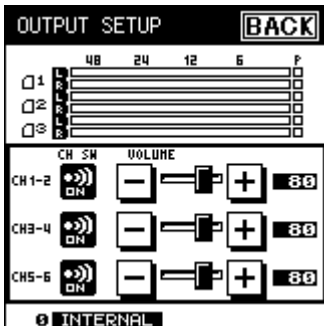 OUTPUT SETUP BACK
48 24 12 6 P
1 L R
2 L R
3 L R
CH SW VOLUME
CH1-2 ON − + 80
CH3-4 ON − + 80
CH5-6 ON − + 80
0 INTERNAL